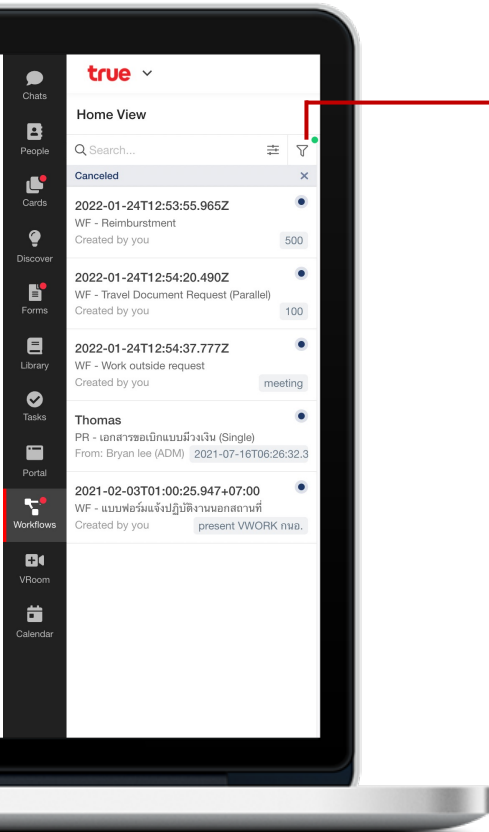 true
Home View
Search...
Canceled
2022-01-24T12:53:55.965Z
WF - Reimburstment
Created by you 500
2022-01-24T12:54:20.490Z
WF - Travel Document Request (Parallel)
Created by you 100
2022-01-24T12:54:37.777Z
WF - Work outside request
Created by you meeting
Thomas
PR - เอกสารขอเบิกแบบมีวงเงิน (Single)
From: Bryan lee (ADM) 2021-07-16T06:26:32.3
2021-02-03T01:00:25.947+07:00
WF - แบบฟอร์มแจ้งปฏิบัติงานนอกสถานที่
Created by you present VWORK กนอ.
Chats
People
Cards
Discover
Forms
Library
Tasks
Portal
Workflows
VRoom
Calendar